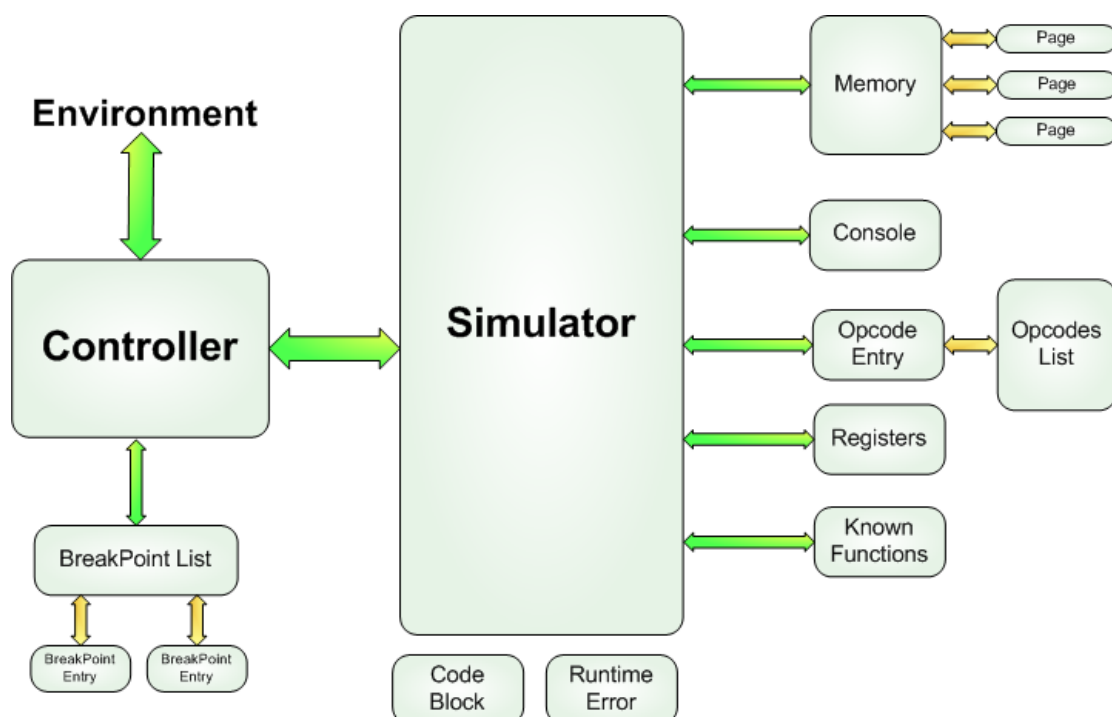 Environment
Controller
BreakPoint List
BreakPoint
Entry
BreakPoint
Entry
Simulator
Code
Block
Runtime
Error
Memory
Page
Page
Page
Console
Opcode
Entry
Opcodes
List
Registers
Known
Functions